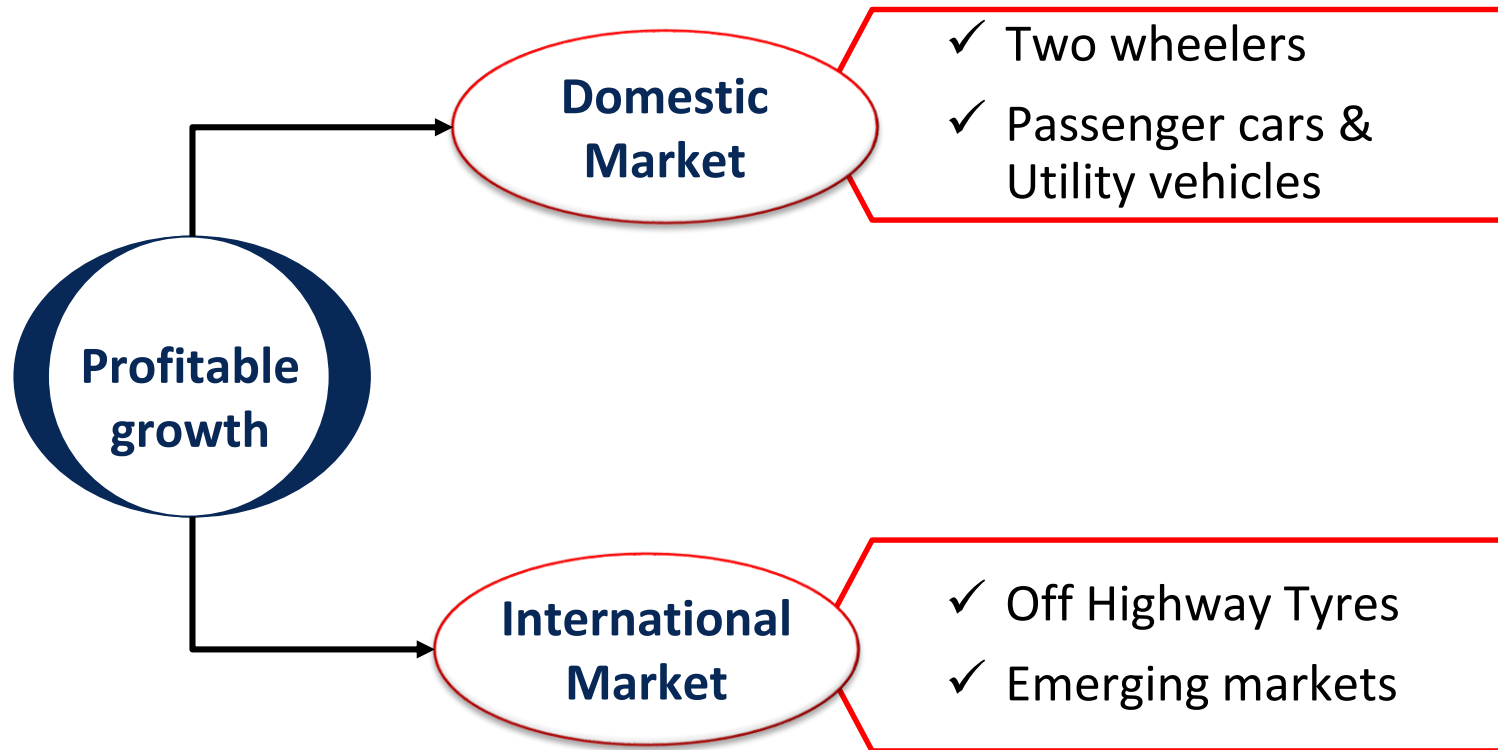 Domestic
Market
✓ Two wheelers
✓ Passenger cars &
Utility vehicles
Profitable
growth
International
Market
✓ Off Highway Tyres
✓ Emerging markets